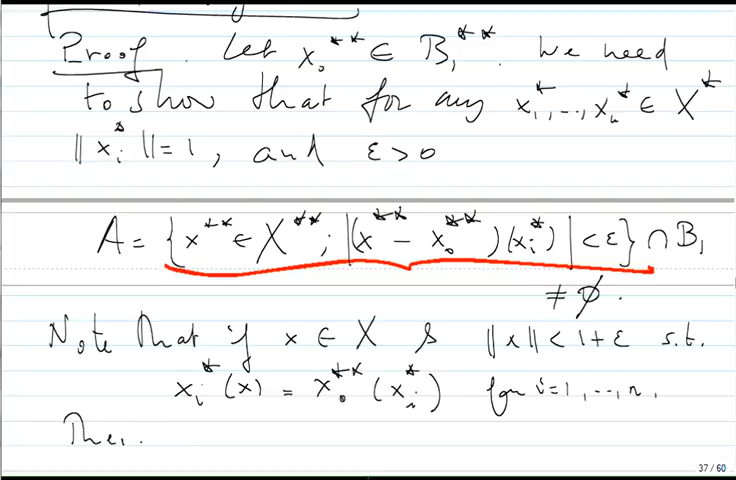 Proof. Let x₀** ∈ B₁**. We need
to show that for any x₁*, ..., xₙ* ∈ X*
||xᵢ*|| = 1, and ε>0
A = {x** ∈ X**; |(x** - x₀**)(xᵢ*)| < ε} ∩ B₁
≠ ∅.
Note that if x ∈ X & ||x|| < 1+ε s.t.
xᵢ*(x) = x₀**(xᵢ*) for i=1, ..., n.
The,
37 / 60